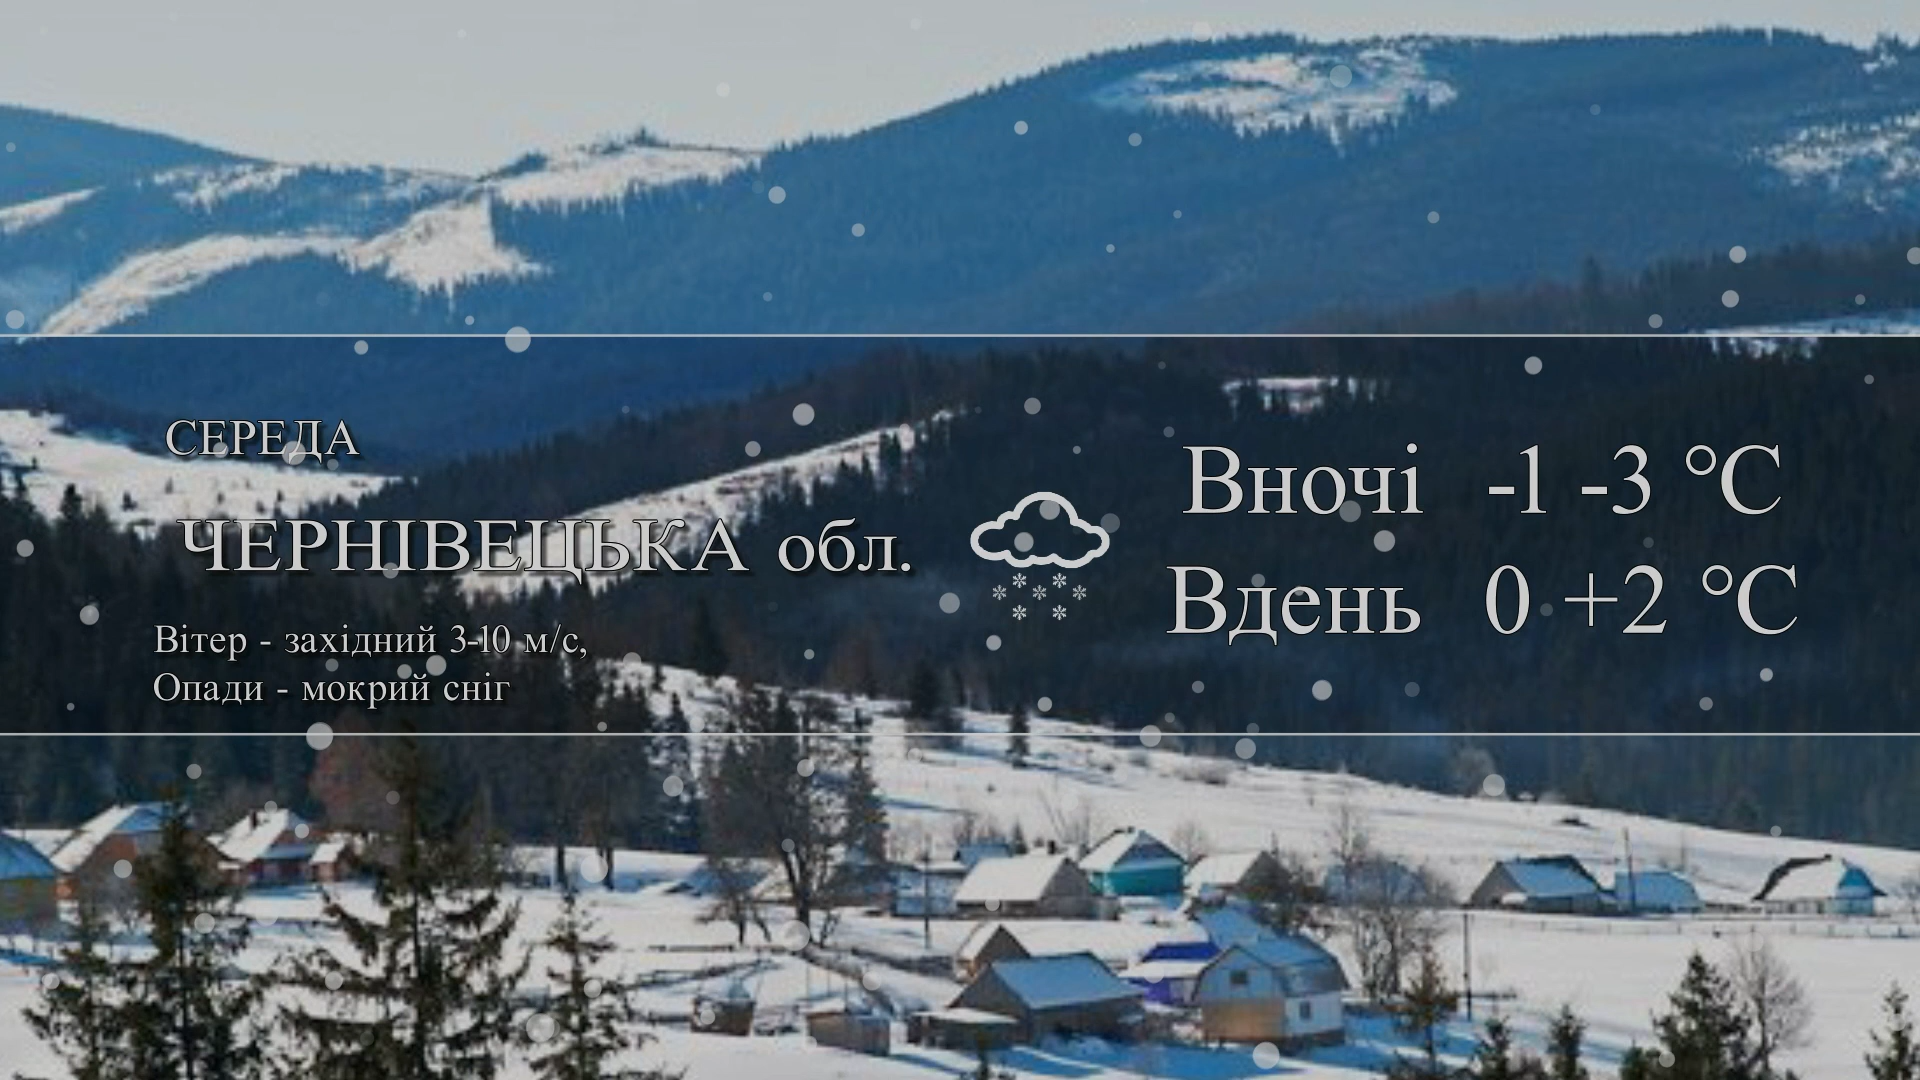 СЕРЕДА
ЧЕРНІВЕЦЬКА обл.
Вітер - західний 3-10 м/с,
Опади - мокрий сніг
Вночі -1 -3 °C
Вдень 0 +2 °C